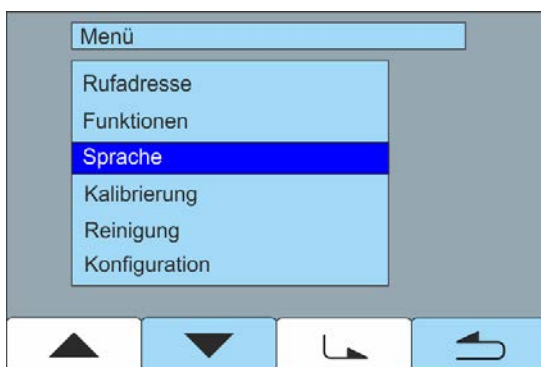 Menü
Rufadresse
Funktionen
Sprache
Kalibrierung
Reinigung
Konfiguration